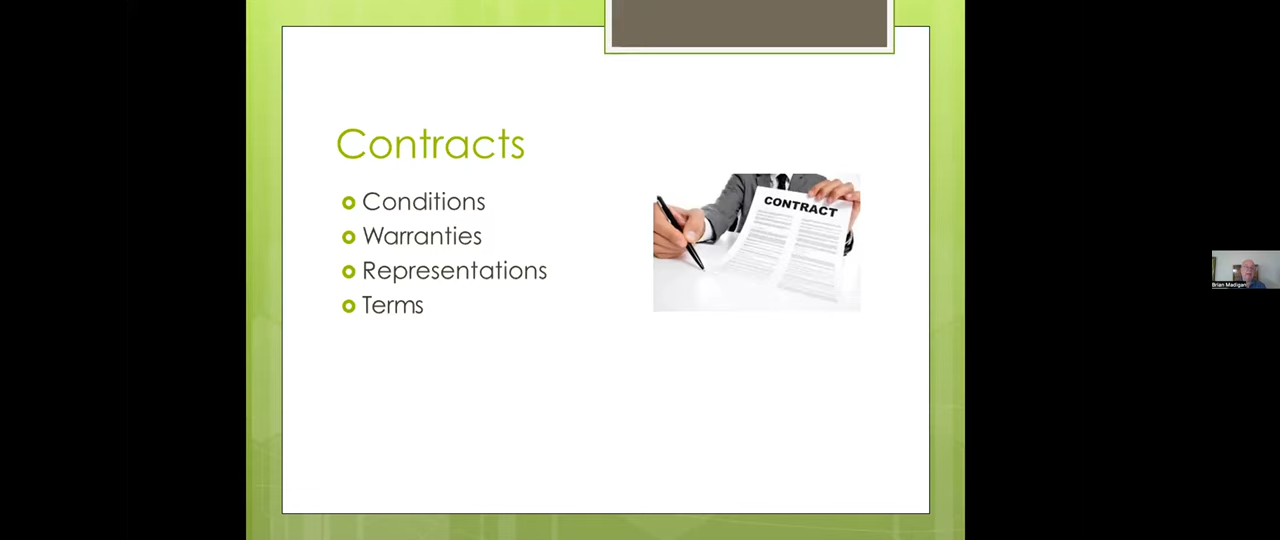 Contracts
Conditions
Warranties
Representations
Terms
CONTRACT
Brian Madigan